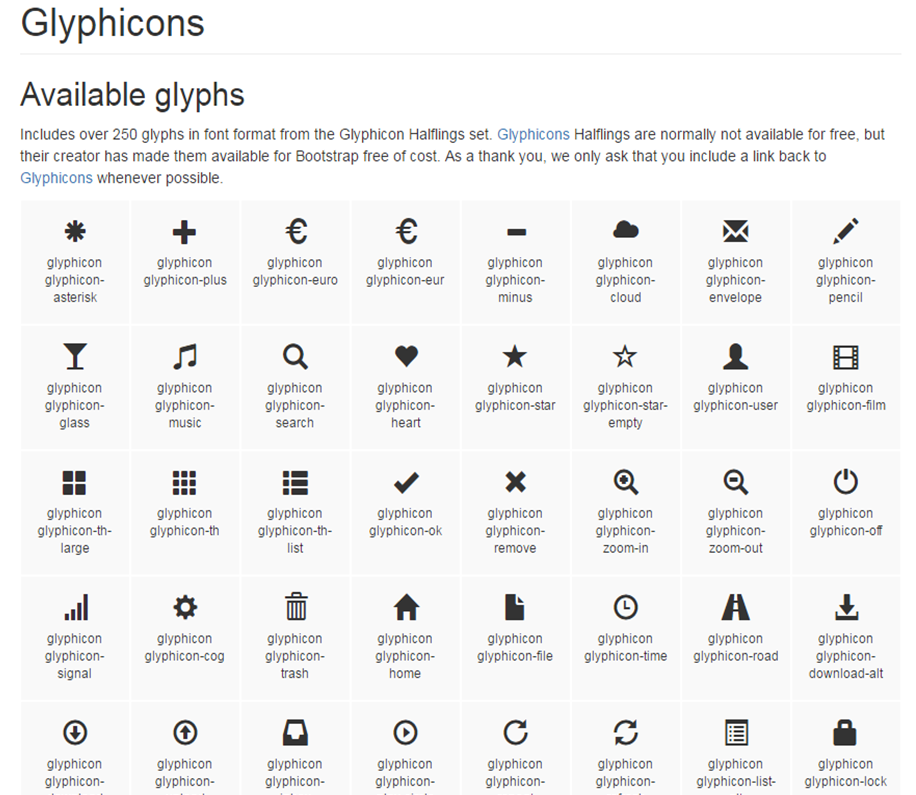 Glyphicons
Available glyphs
Includes over 250 glyphs in font format from the Glyphicon Halflings set. Glyphicons Halflings are normally not available for free, but
their creator has made them available for Bootstrap free of cost. As a thank you, we only ask that you include a link back to
Glyphicons whenever possible.
glyphicon glyphicon glyphicon glyphicon glyphicon glyphicon glyphicon glyphicon
glyphicon- glyphicon-plus glyphicon-euro glyphicon-eur glyphicon- glyphicon- glyphicon- glyphicon-
asterisk minus cloud envelope pencil
glyphicon glyphicon glyphicon glyphicon glyphicon glyphicon glyphicon glyphicon
glyphicon- glyphicon- glyphicon- glyphicon- glyphicon-star glyphicon-star- glyphicon-user glyphicon-film
glass music search heart empty
glyphicon glyphicon glyphicon glyphicon glyphicon glyphicon glyphicon glyphicon
glyphicon-th- glyphicon-th glyphicon-th- glyphicon-ok glyphicon- glyphicon- glyphicon- glyphicon-off
large list remove zoom-in zoom-out
glyphicon glyphicon glyphicon glyphicon glyphicon glyphicon glyphicon glyphicon
glyphicon- glyphicon-cog glyphicon- glyphicon- glyphicon-file glyphicon-time glyphicon-road glyphicon-
signal trash home download-alt
glyphicon glyphicon glyphicon glyphicon glyphicon glyphicon glyphicon glyphicon
glyphicon- glyphicon- glyphicon- glyphicon- glyphicon- glyphicon- glyphicon-list- glyphicon-lock